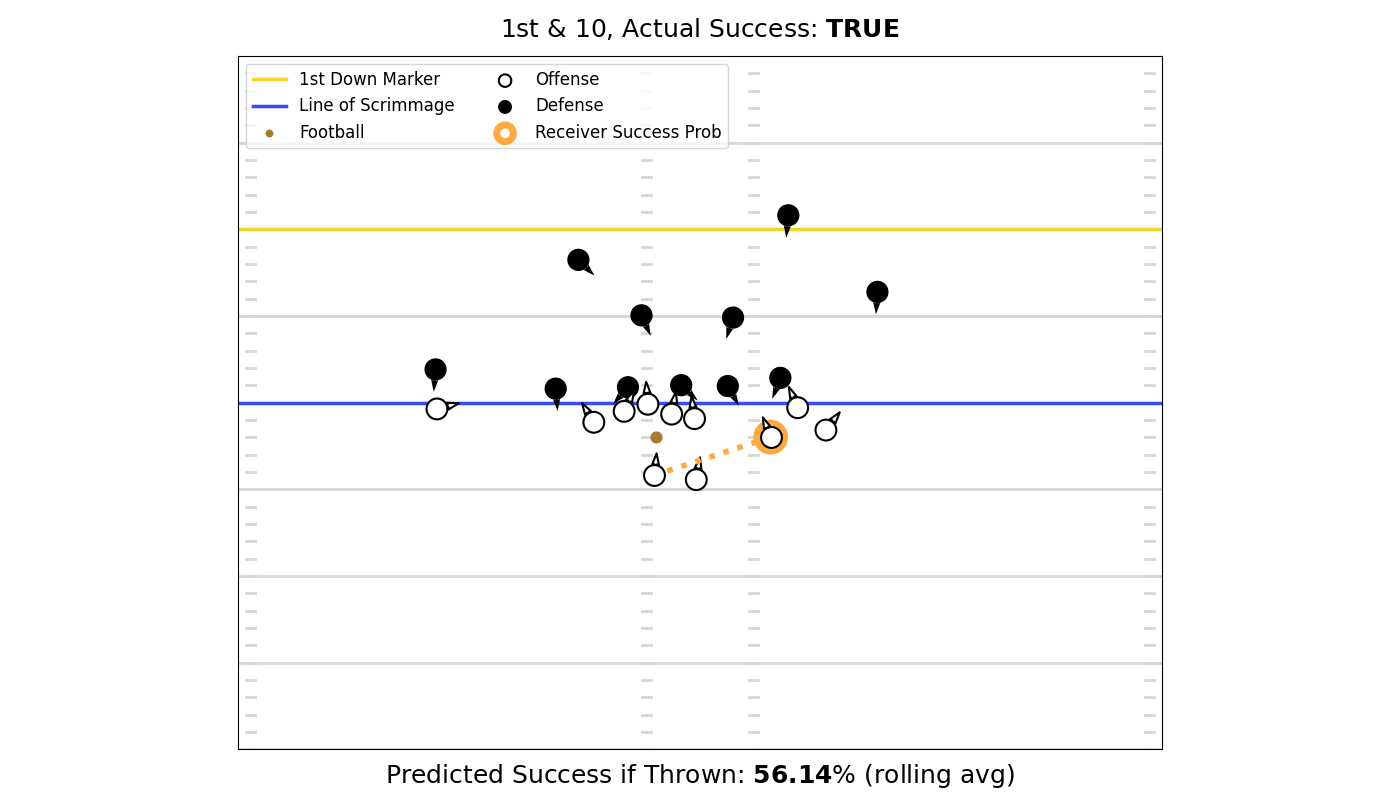 1st & 10, Actual Success: TRUE
1st Down Marker
Line of Scrimmage
Football
Offense
Defense
Receiver Success Prob
Predicted Success if Thrown: 56.14% (rolling avg)